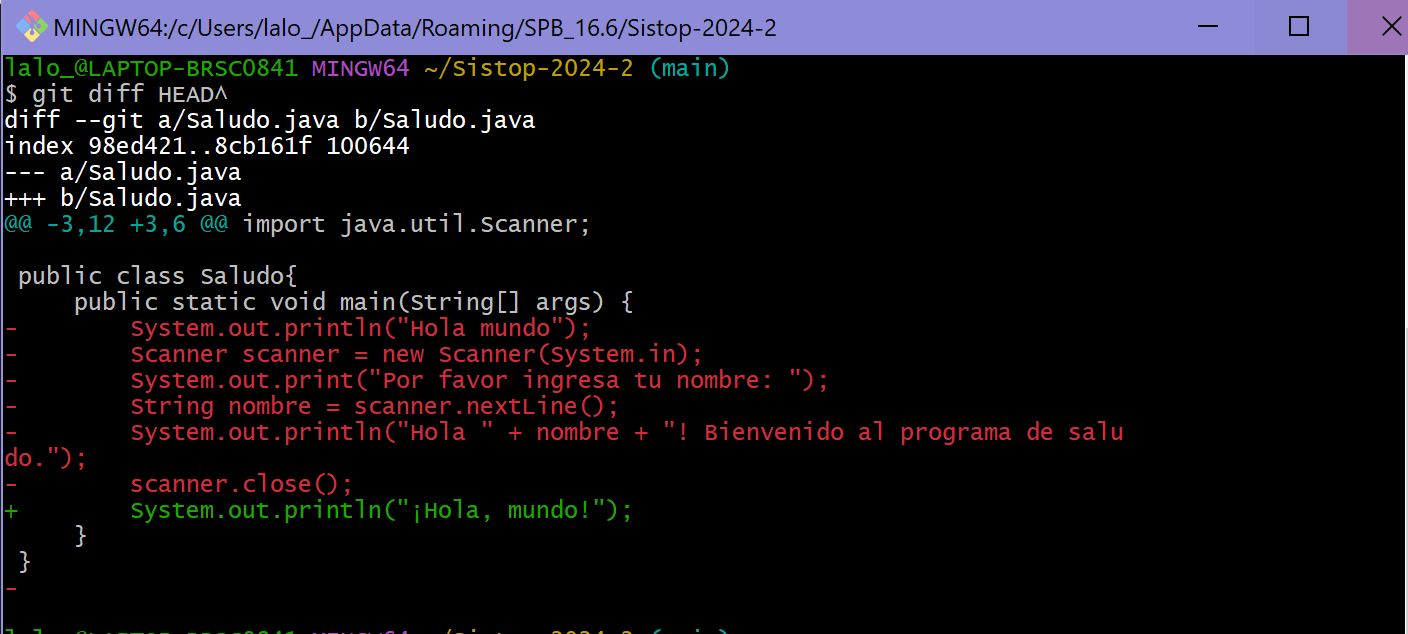 MINGW64:/c/Users/lalo_/AppData/Roaming/SPB_16.6/Sistop-2024-2
lalo_@LAPTOP-BRSC0841 MINGW64 ~/Sistop-2024-2 (main)
$ git diff HEAD^
diff --git a/Saludo.java b/Saludo.java
index 98ed421..8cb161f 100644
--- a/Saludo.java
+++ b/Saludo.java
@@ -3,12 +3,6 @@ import java.util.Scanner;
 public class Saludo{
     public static void main(String[] args) {
-        System.out.println("Hola mundo");
-        Scanner scanner = new Scanner(System.in);
-        System.out.print("Por favor ingresa tu nombre: ");
-        String nombre = scanner.nextLine();
-        System.out.println("Hola " + nombre + "! Bienvenido al programa de salu
do.");
-        scanner.close();
+        System.out.println("¡Hola, mundo!");
     }
 }
-